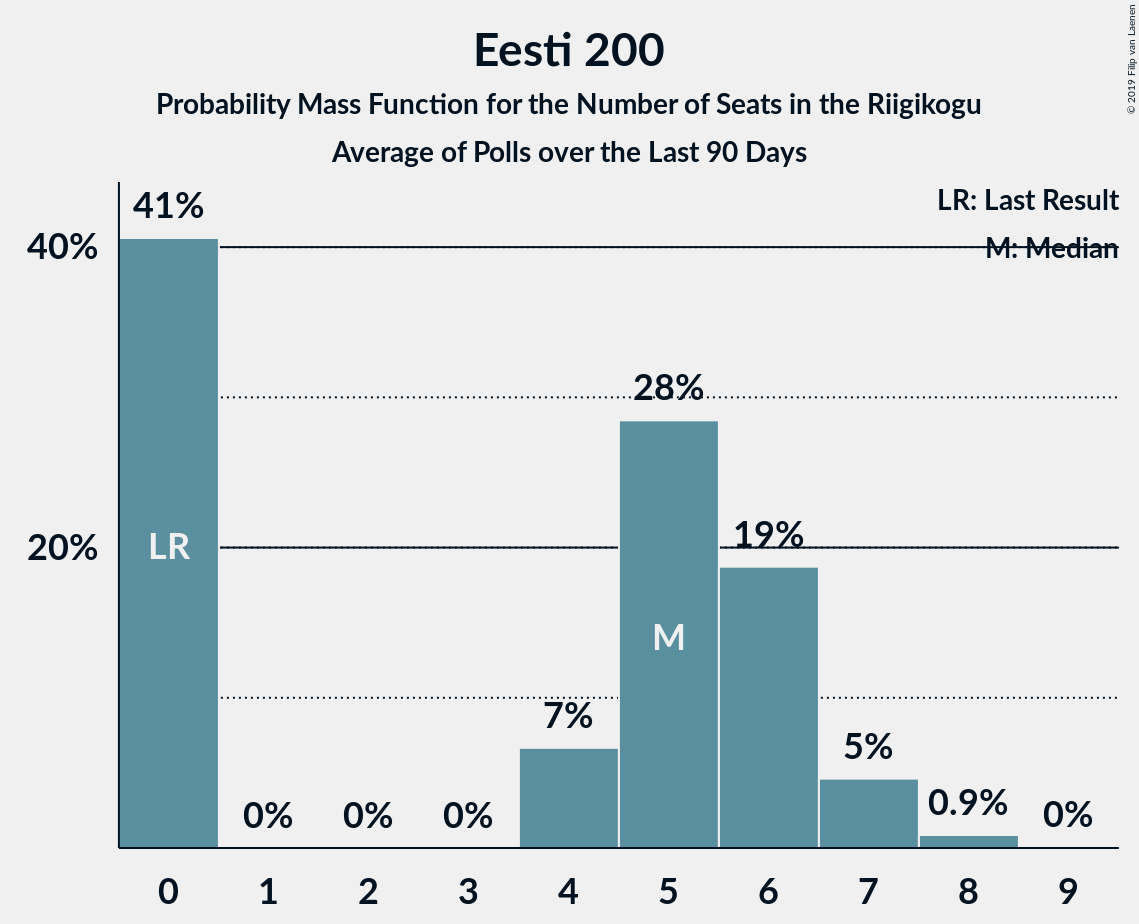 Eesti 200
Probability Mass Function for the Number of Seats in the Riigikogu
Average of Polls over the Last 90 Days
© 2019 Filip van Laenen
LR: Last Result
M: Median
40%
20%
41%
0%
0%
0%
7%
28%
19%
5%
0.9%
0%
LR
M
0 1 2 3 4 5 6 7 8 9